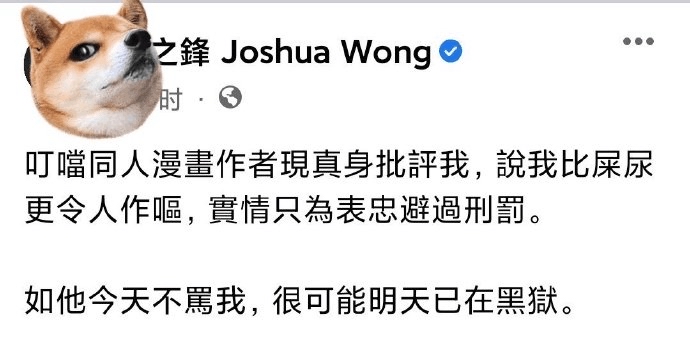 之鋒 Joshua Wong
时 ·
叮噹同人漫畫作者現真身批評我，說我比屎尿
更令人作嘔，實情只為表忠避過刑罰。
如他今天不罵我，很可能明天已在黑獄。